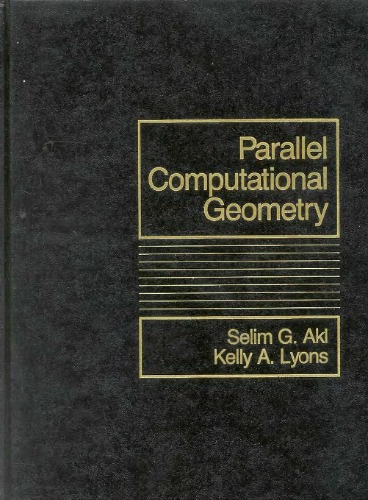 Parallel
Computational
Geometry
Selim G. Akl
Kelly A. Lyons